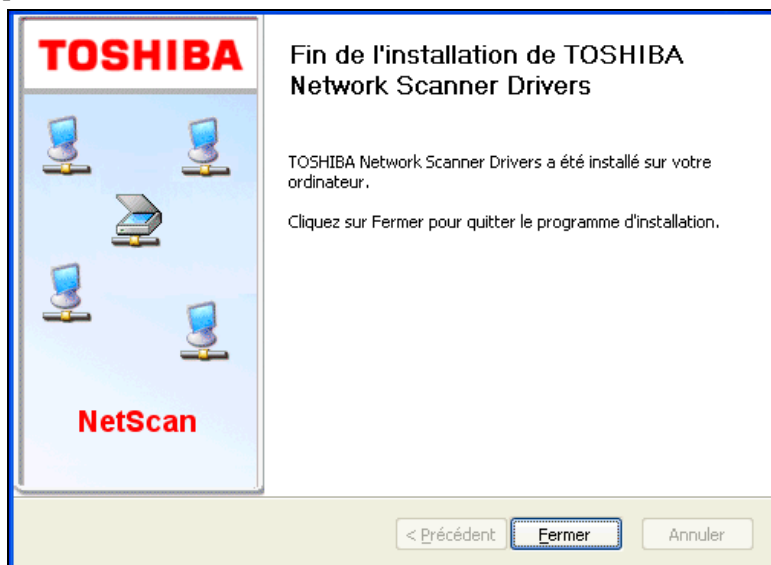 TOSHIBA
NetScan
Fin de l'installation de TOSHIBA
Network Scanner Drivers
TOSHIBA Network Scanner Drivers a été installé sur votre
ordinateur.
Cliquez sur Fermer pour quitter le programme d'installation.
< Précédent
Fermer
Annuler